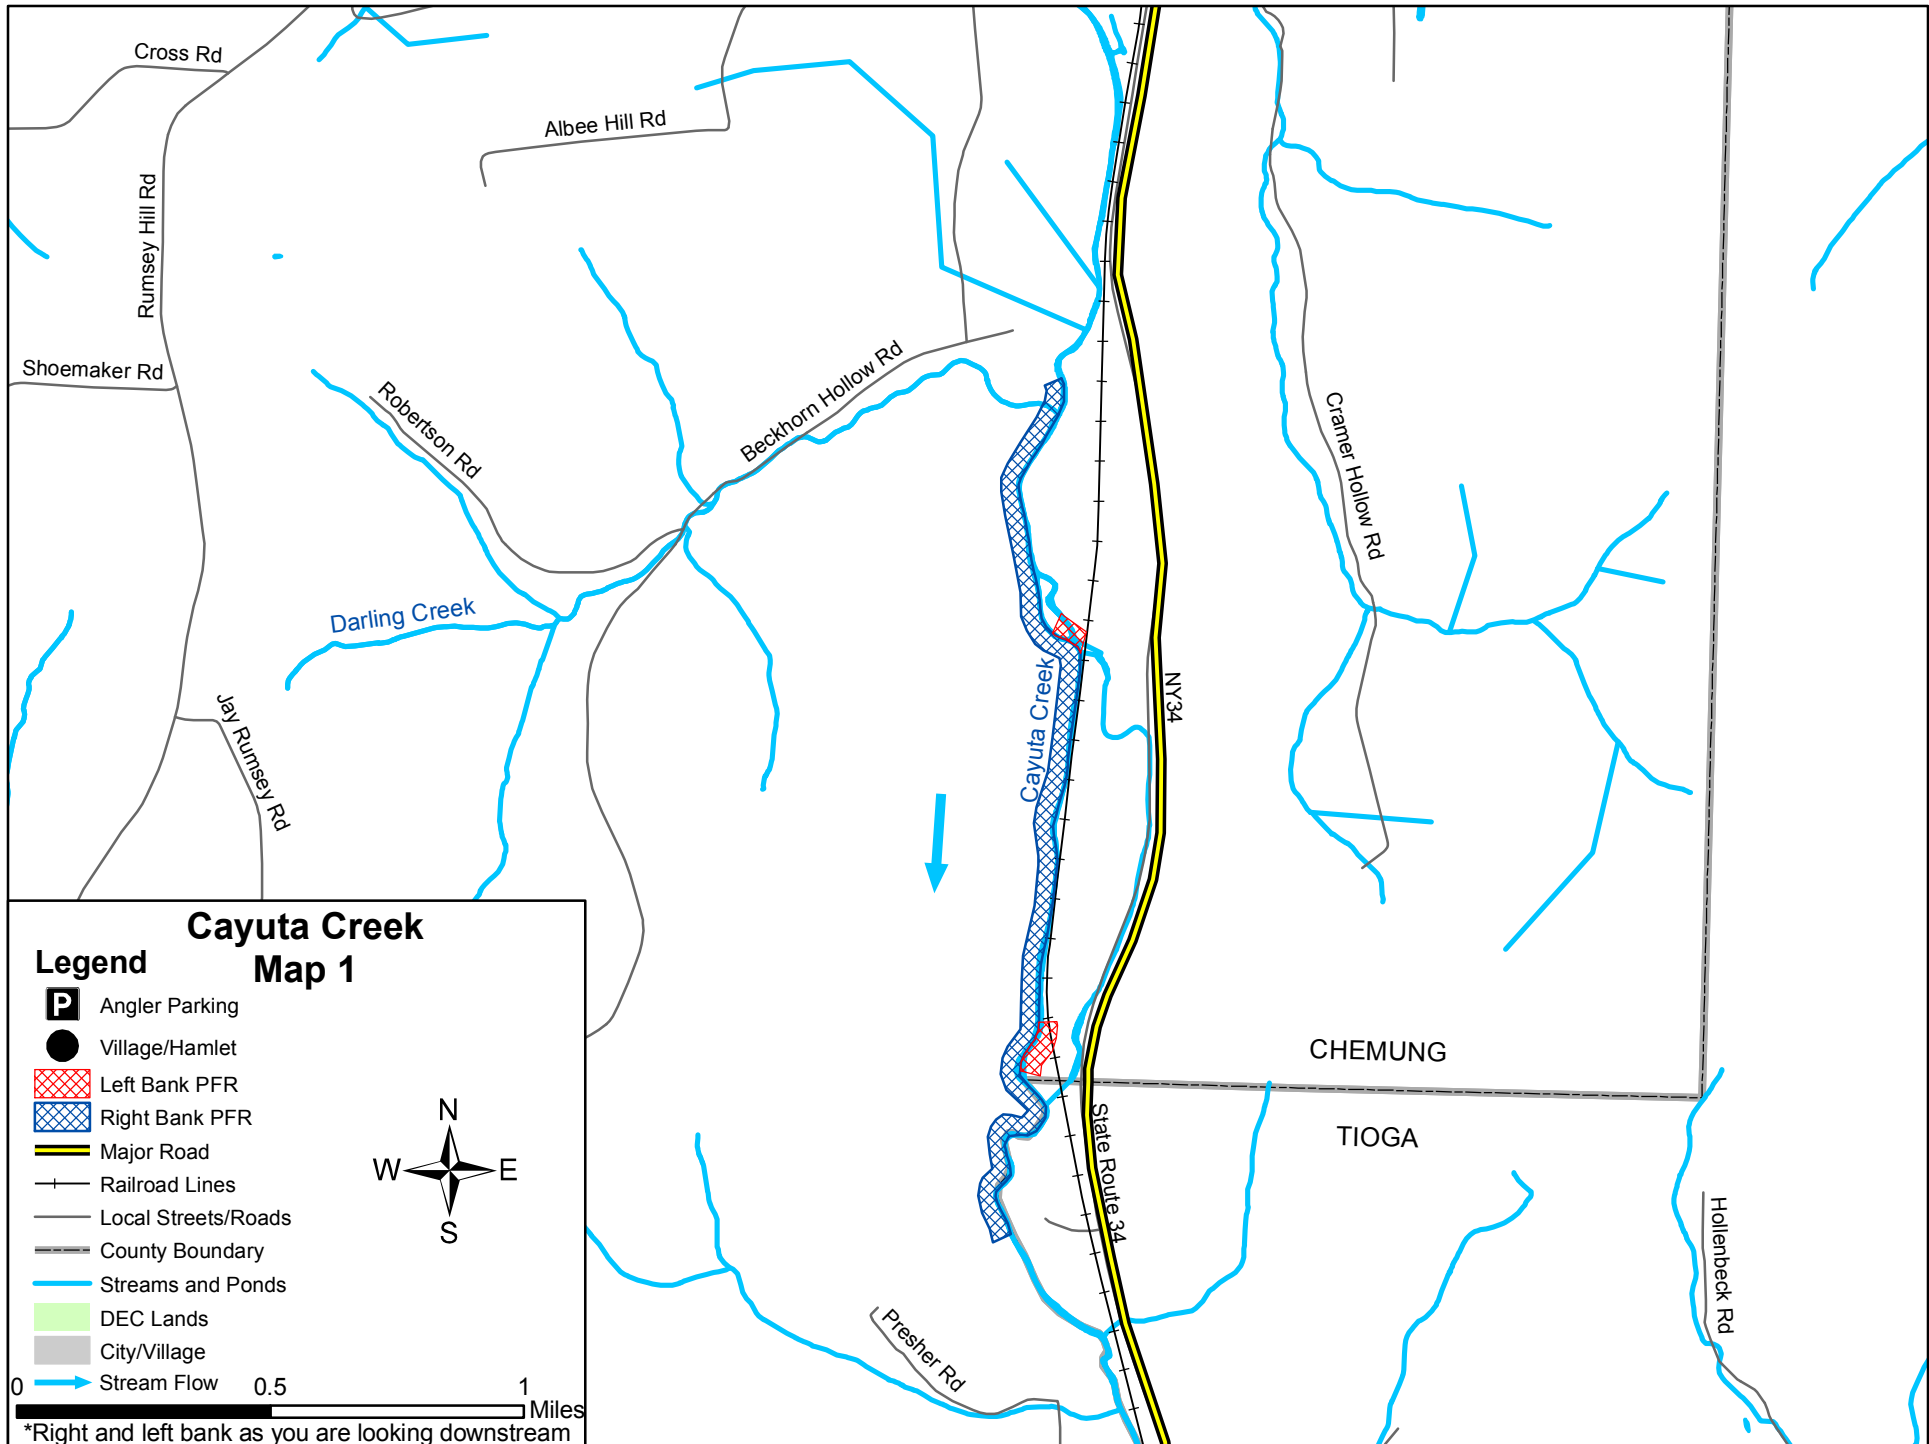 Cross Rd
Albee Hill Rd
Rumsey Hill Rd
Shoemaker Rd
Robertson Rd
Beckhorn Hollow Rd
Cramer Hollow Rd
Darling Creek
Cayuta Creek
NY34
Jay Rumsey Rd
CHEMUNG
TIOGA
State Route 34
Hollenbeck Rd
Presher Rd
Cayuta Creek
Map 1
Legend
P Angler Parking
Village/Hamlet
Left Bank PFR
Right Bank PFR
Major Road
Railroad Lines
Local Streets/Roads
County Boundary
Streams and Ponds
DEC Lands
City/Village
Stream Flow
N
W E
S
0 0.5 1
Miles
*Right and left bank as you are looking downstream